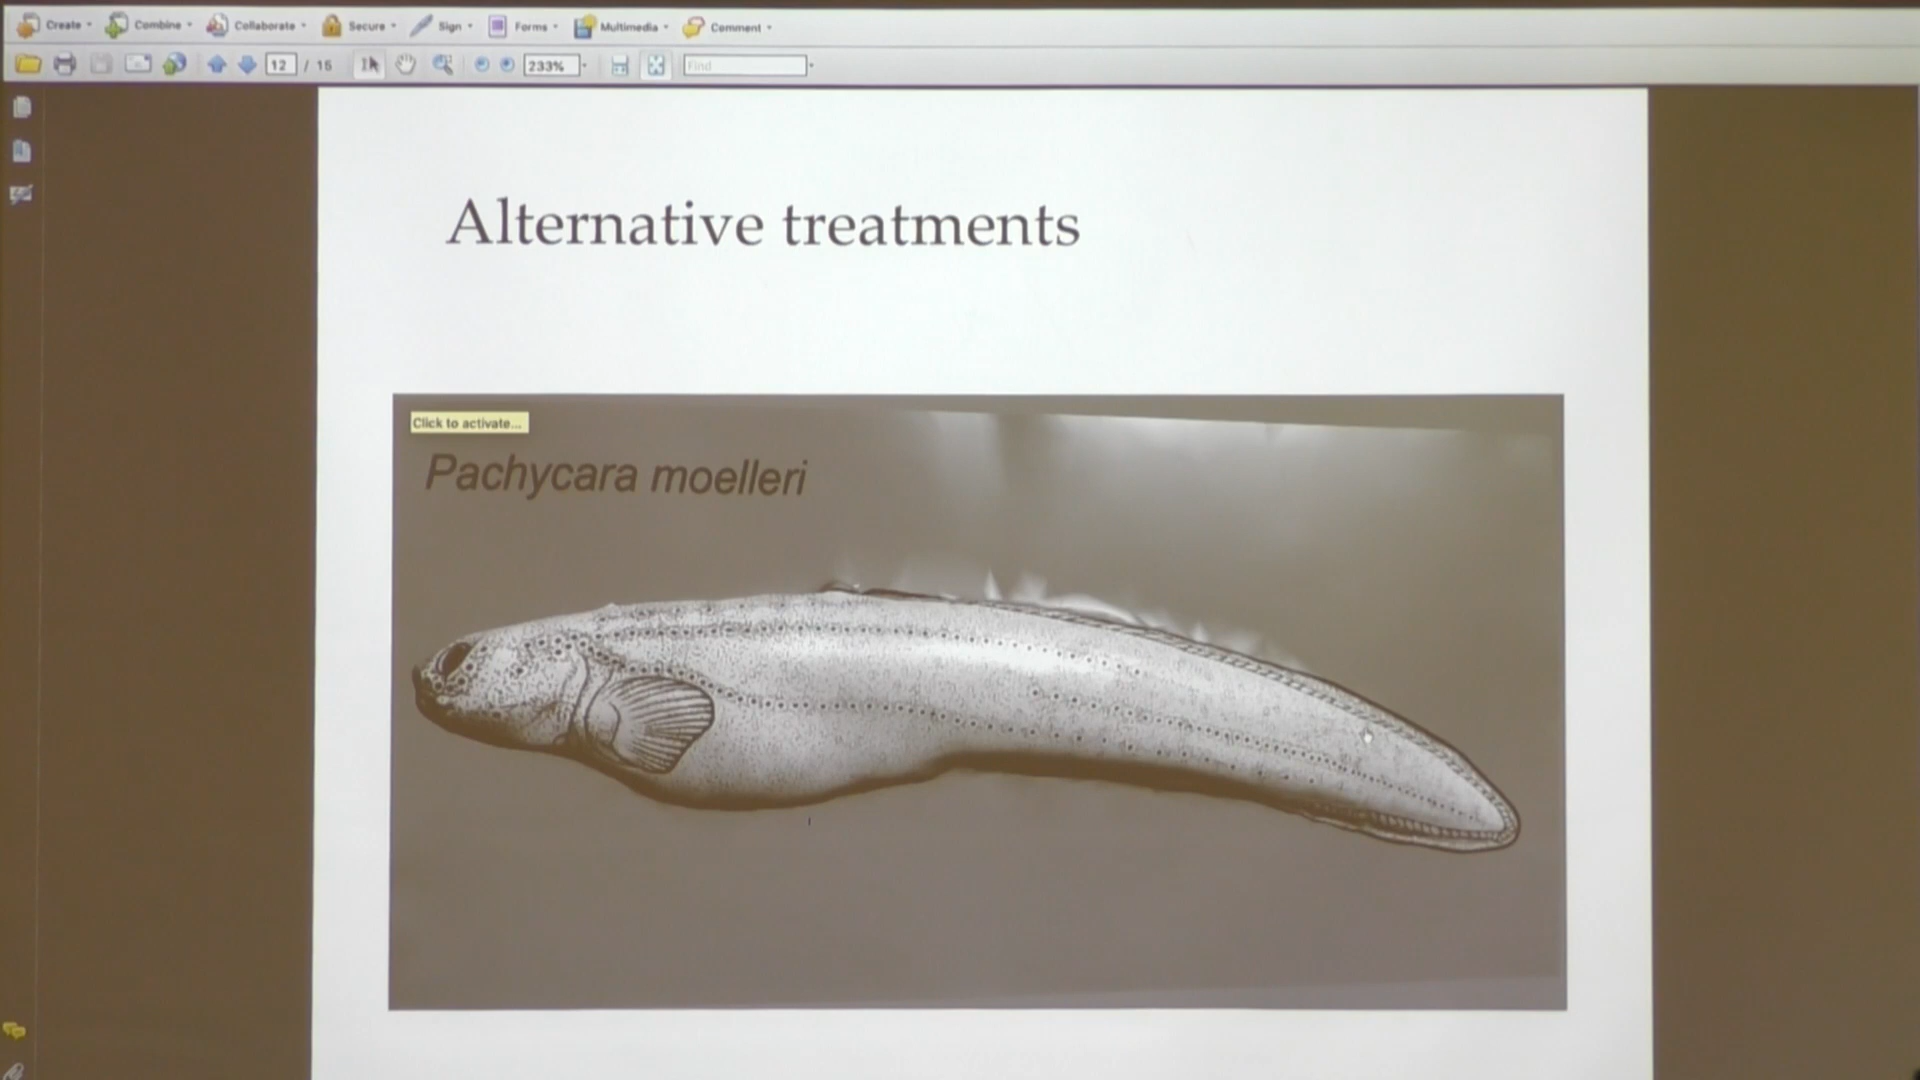 Create Combine Collaborate Secure Sign Forms Multimedia Comment
12 / 16 233% Find
Alternative treatments
Click to activate...
Pachycara moelleri